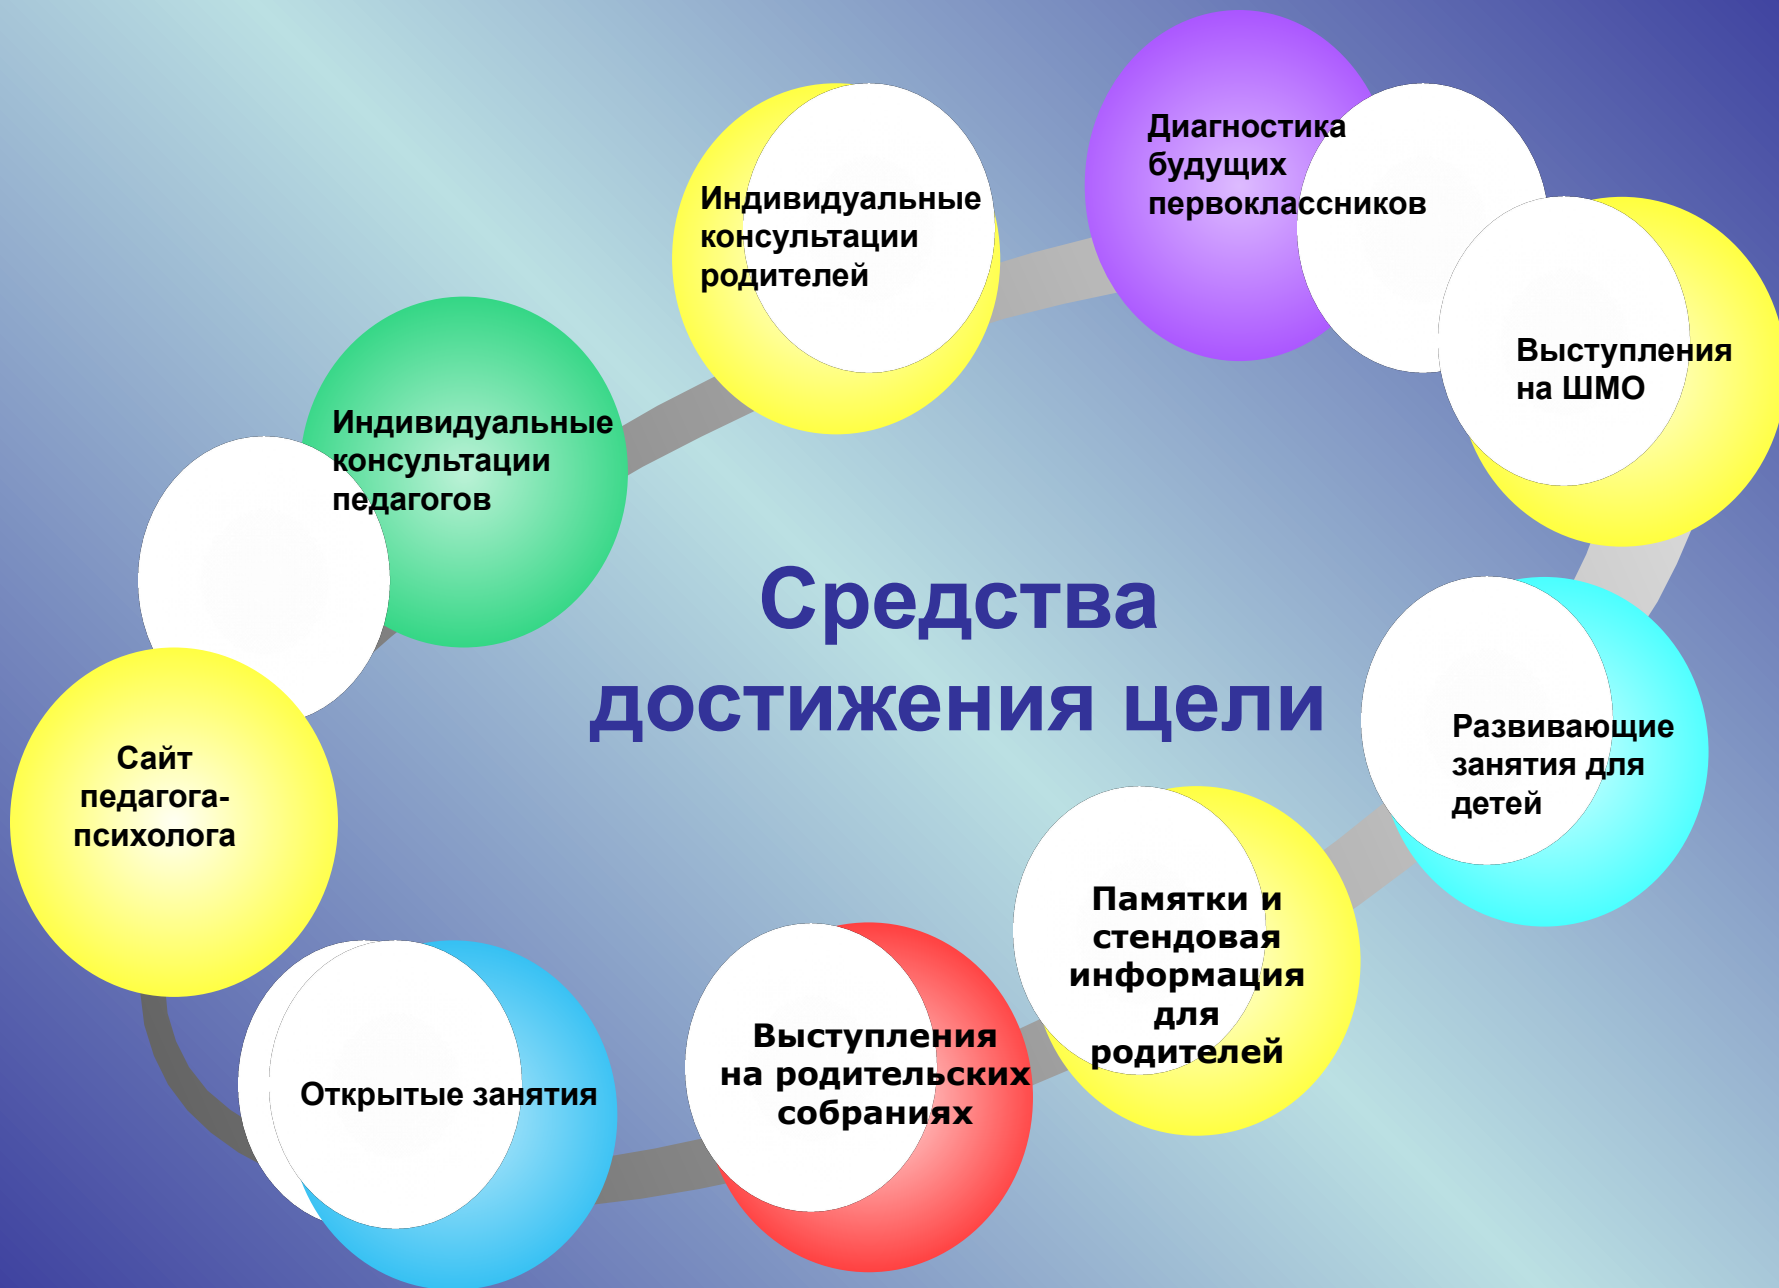 Диагностика
будущих
первоклассников
Индивидуальные
консультации
родителей
Выступления
на ШМО
Индивидуальные
консультации
педагогов
Средства
достижения цели
Развивающие
занятия для
детей
Сайт
педагога-
психолога
Памятки и
стендовая
информация
для
родителей
Выступления
на родительских
собраниях
Открытые занятия